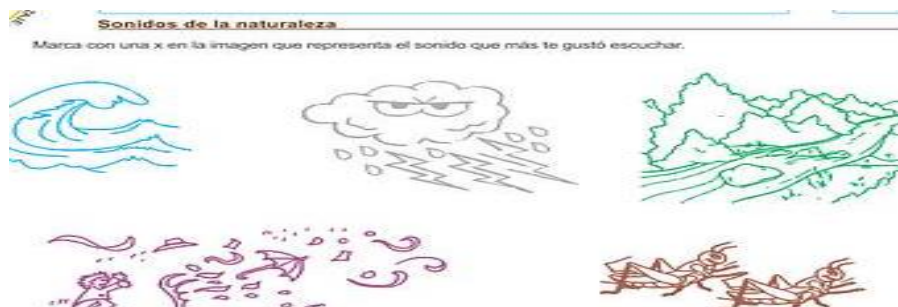 Sonidos de la naturaleza
Marca con una x en la imagen que representa el sonido que más te gustó escuchar.